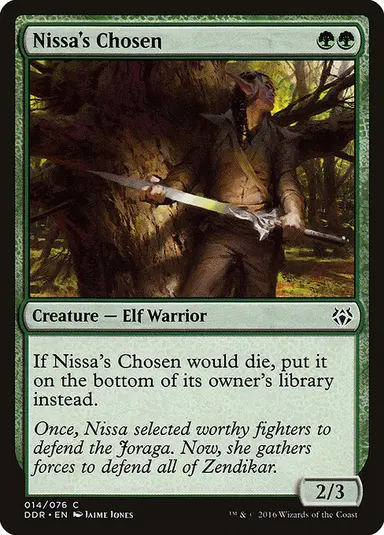 Nissa's Chosen
Creature — Elf Warrior
If Nissa's Chosen would die, put it
on the bottom of its owner's library
instead.
Once, Nissa selected worthy fighters to
defend the Joraga. Now, she gathers
forces to defend all of Zendikar.
2/3
014/076 C
DDR • EN Jaime Jones
™ & © 2016 Wizards of the Coast